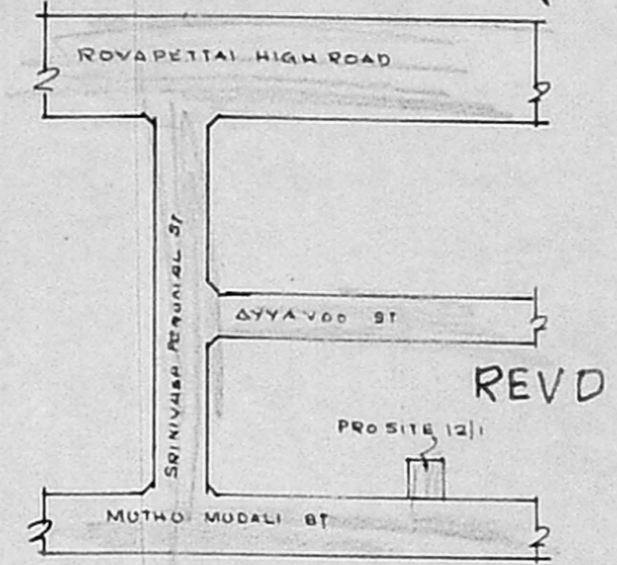 ROYAPETTAI HIGH ROAD
SRINIVASA PERUMAL ST
AYYAVOO ST
REVD
PRO SITE 12/1
MUTHU MUDALI ST